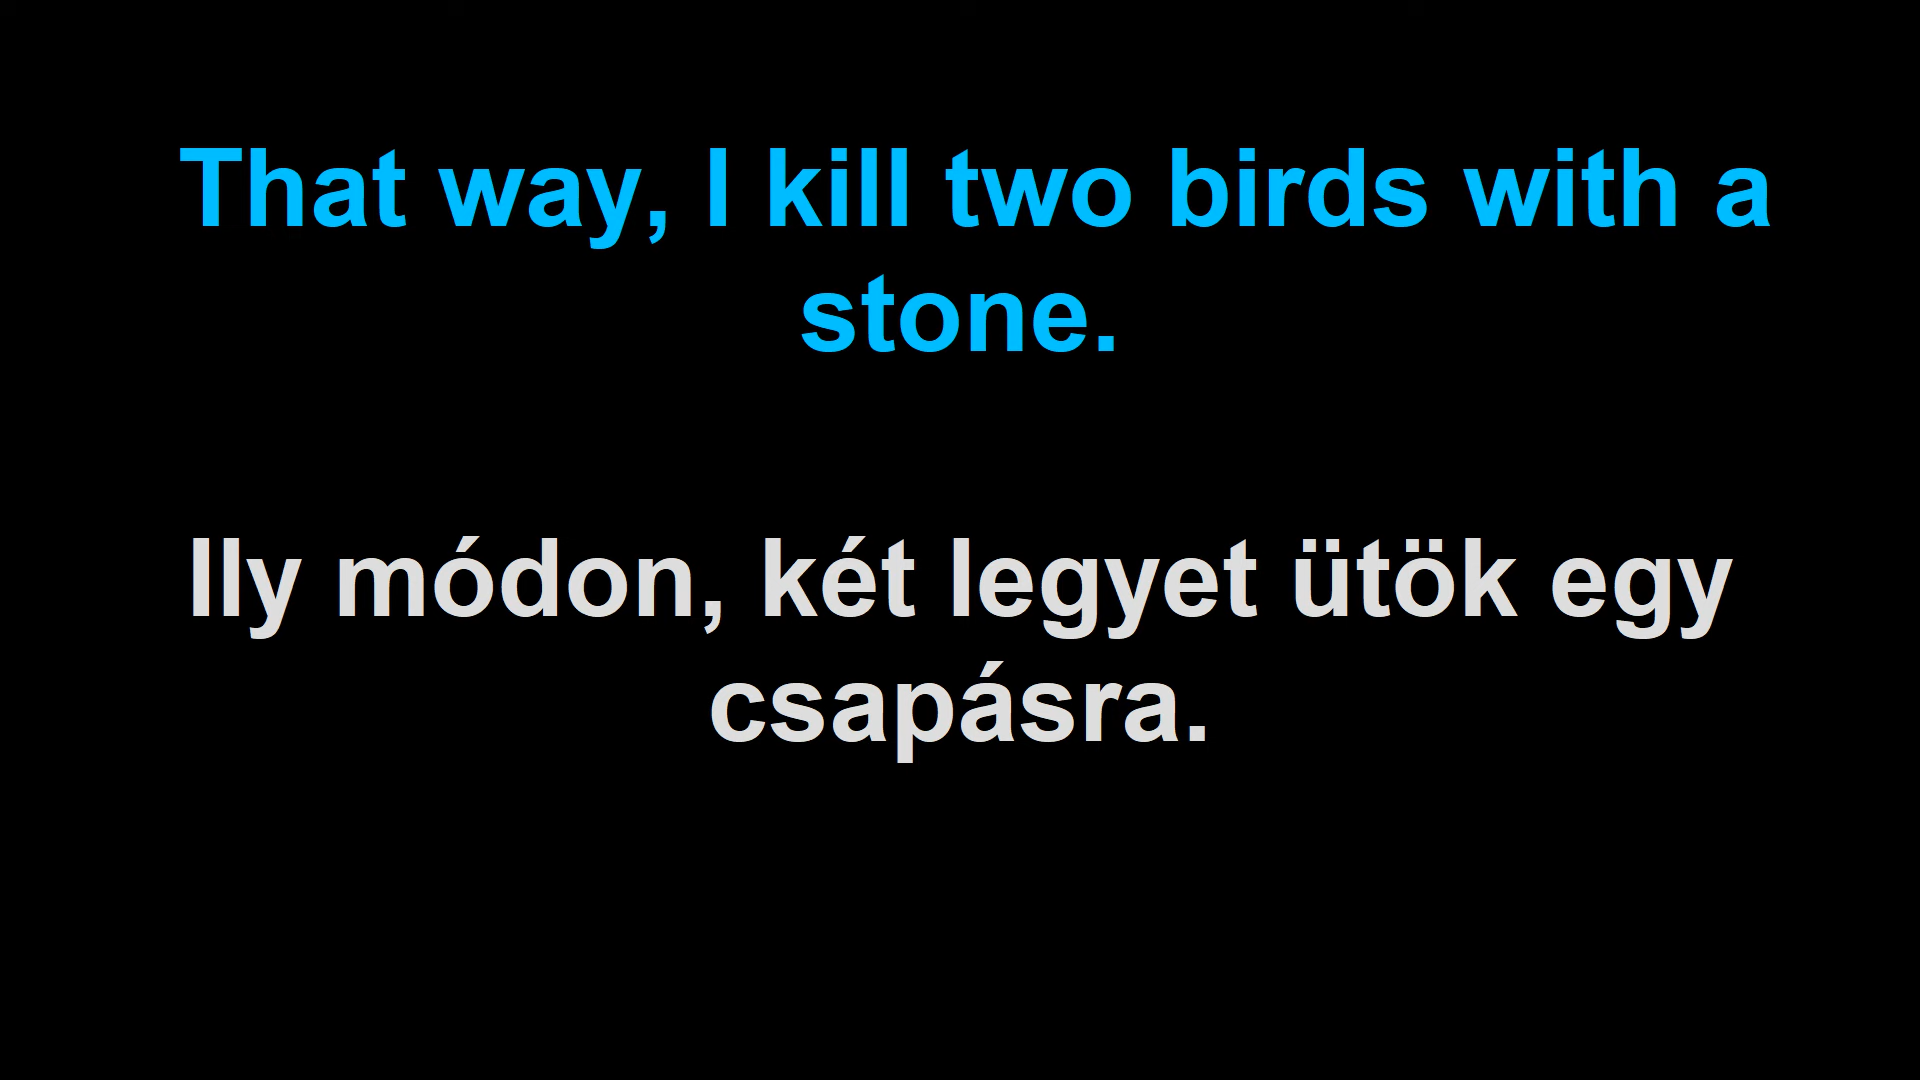 That way, I kill two birds with a
stone.
Ily módon, két legyet ütök egy
csapásra.